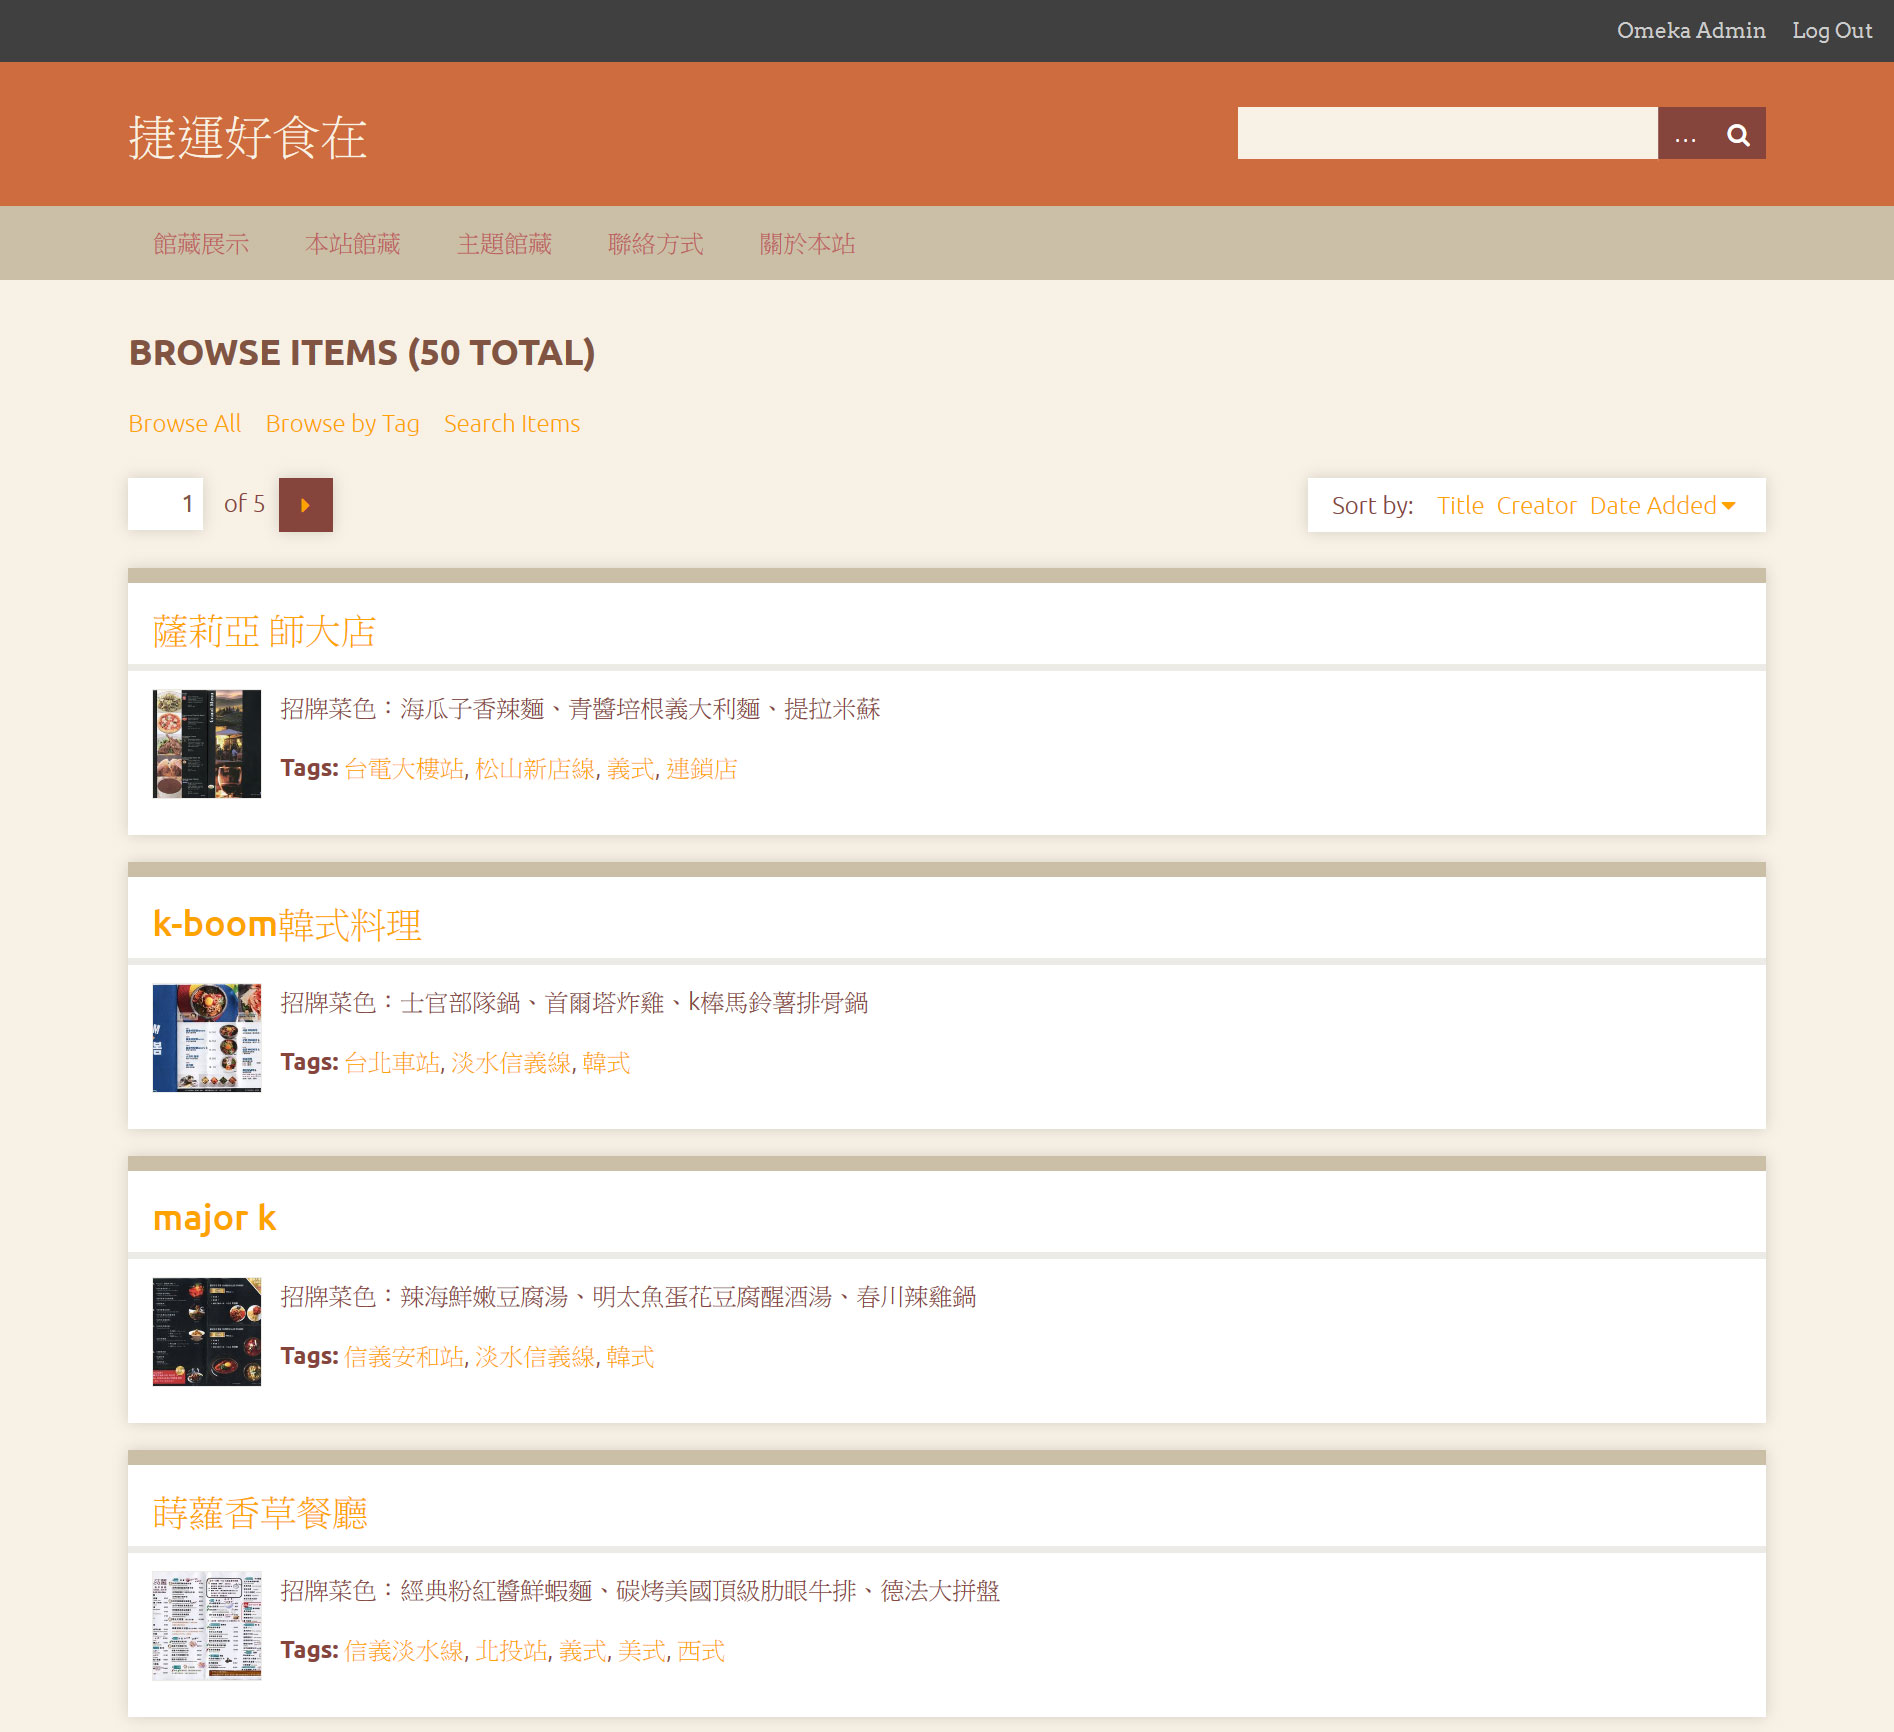 Omeka Admin Log Out
捷運好食在
...
館藏展示 本站館藏 主題館藏 聯絡方式 關於本站
BROWSE ITEMS (50 TOTAL)
Browse All Browse by Tag Search Items
1 of 5
Sort by: Title Creator Date Added
薩莉亞 師大店
招牌菜色：海瓜子香辣麵、青醬培根義大利麵、提拉米蘇
Tags: 台電大樓站, 松山新店線, 義式, 連鎖店
k-boom韓式料理
招牌菜色：士官部隊鍋、首爾塔炸雞、k棒馬鈴薯排骨鍋
Tags: 台北車站, 淡水信義線, 韓式
major k
招牌菜色：辣海鮮嫩豆腐湯、明太魚蛋花豆腐醒酒湯、春川辣雞鍋
Tags: 信義安和站, 淡水信義線, 韓式
蒔蘿香草餐廳
招牌菜色：經典粉紅醬鮮蝦麵、碳烤美國頂級肋眼牛排、德法大拼盤
Tags: 信義淡水線, 北投站, 義式, 美式, 西式